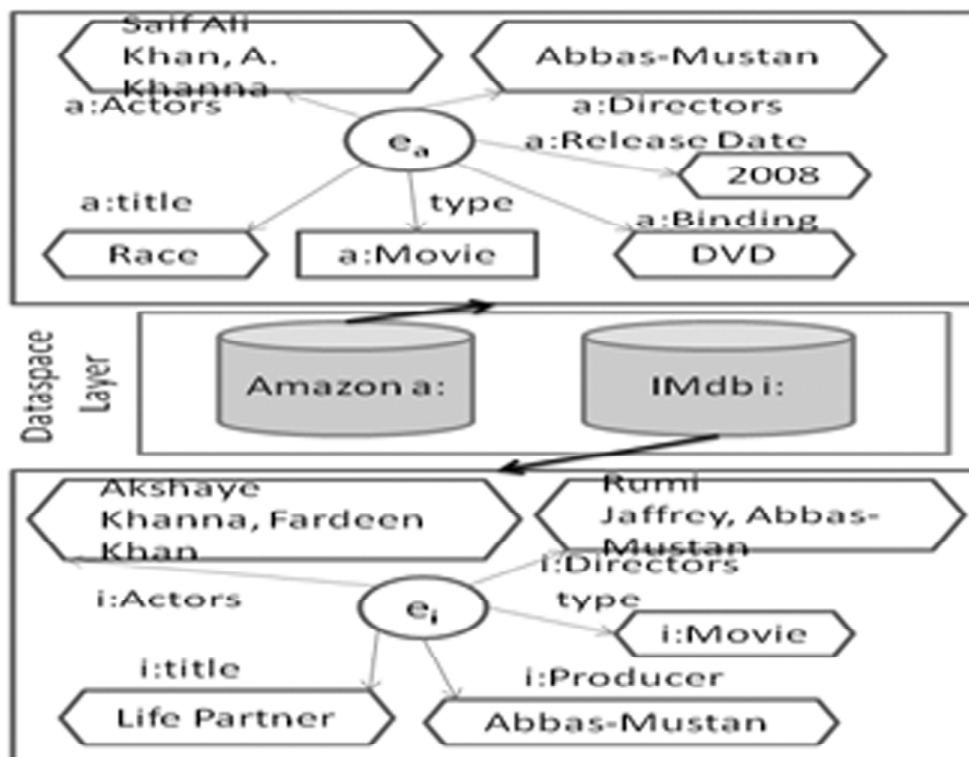 Saif Ali
Khan, A.
Khanna
Abbas-Mustan
a:Actors
a:Directors
e a
a:Release Date
2008
a:title
type
a:Binding
Race
a:Movie
DVD
Dataspace
Layer
Amazon a:
IMdb i:
Akshaye
Khanna, Fardeen
Khan
Rumi
Jaffrey, Abbas-
Mustan
i:Directors
i:Actors
e i
type
i:Movie
i:title
i:Producer
Life Partner
Abbas-Mustan